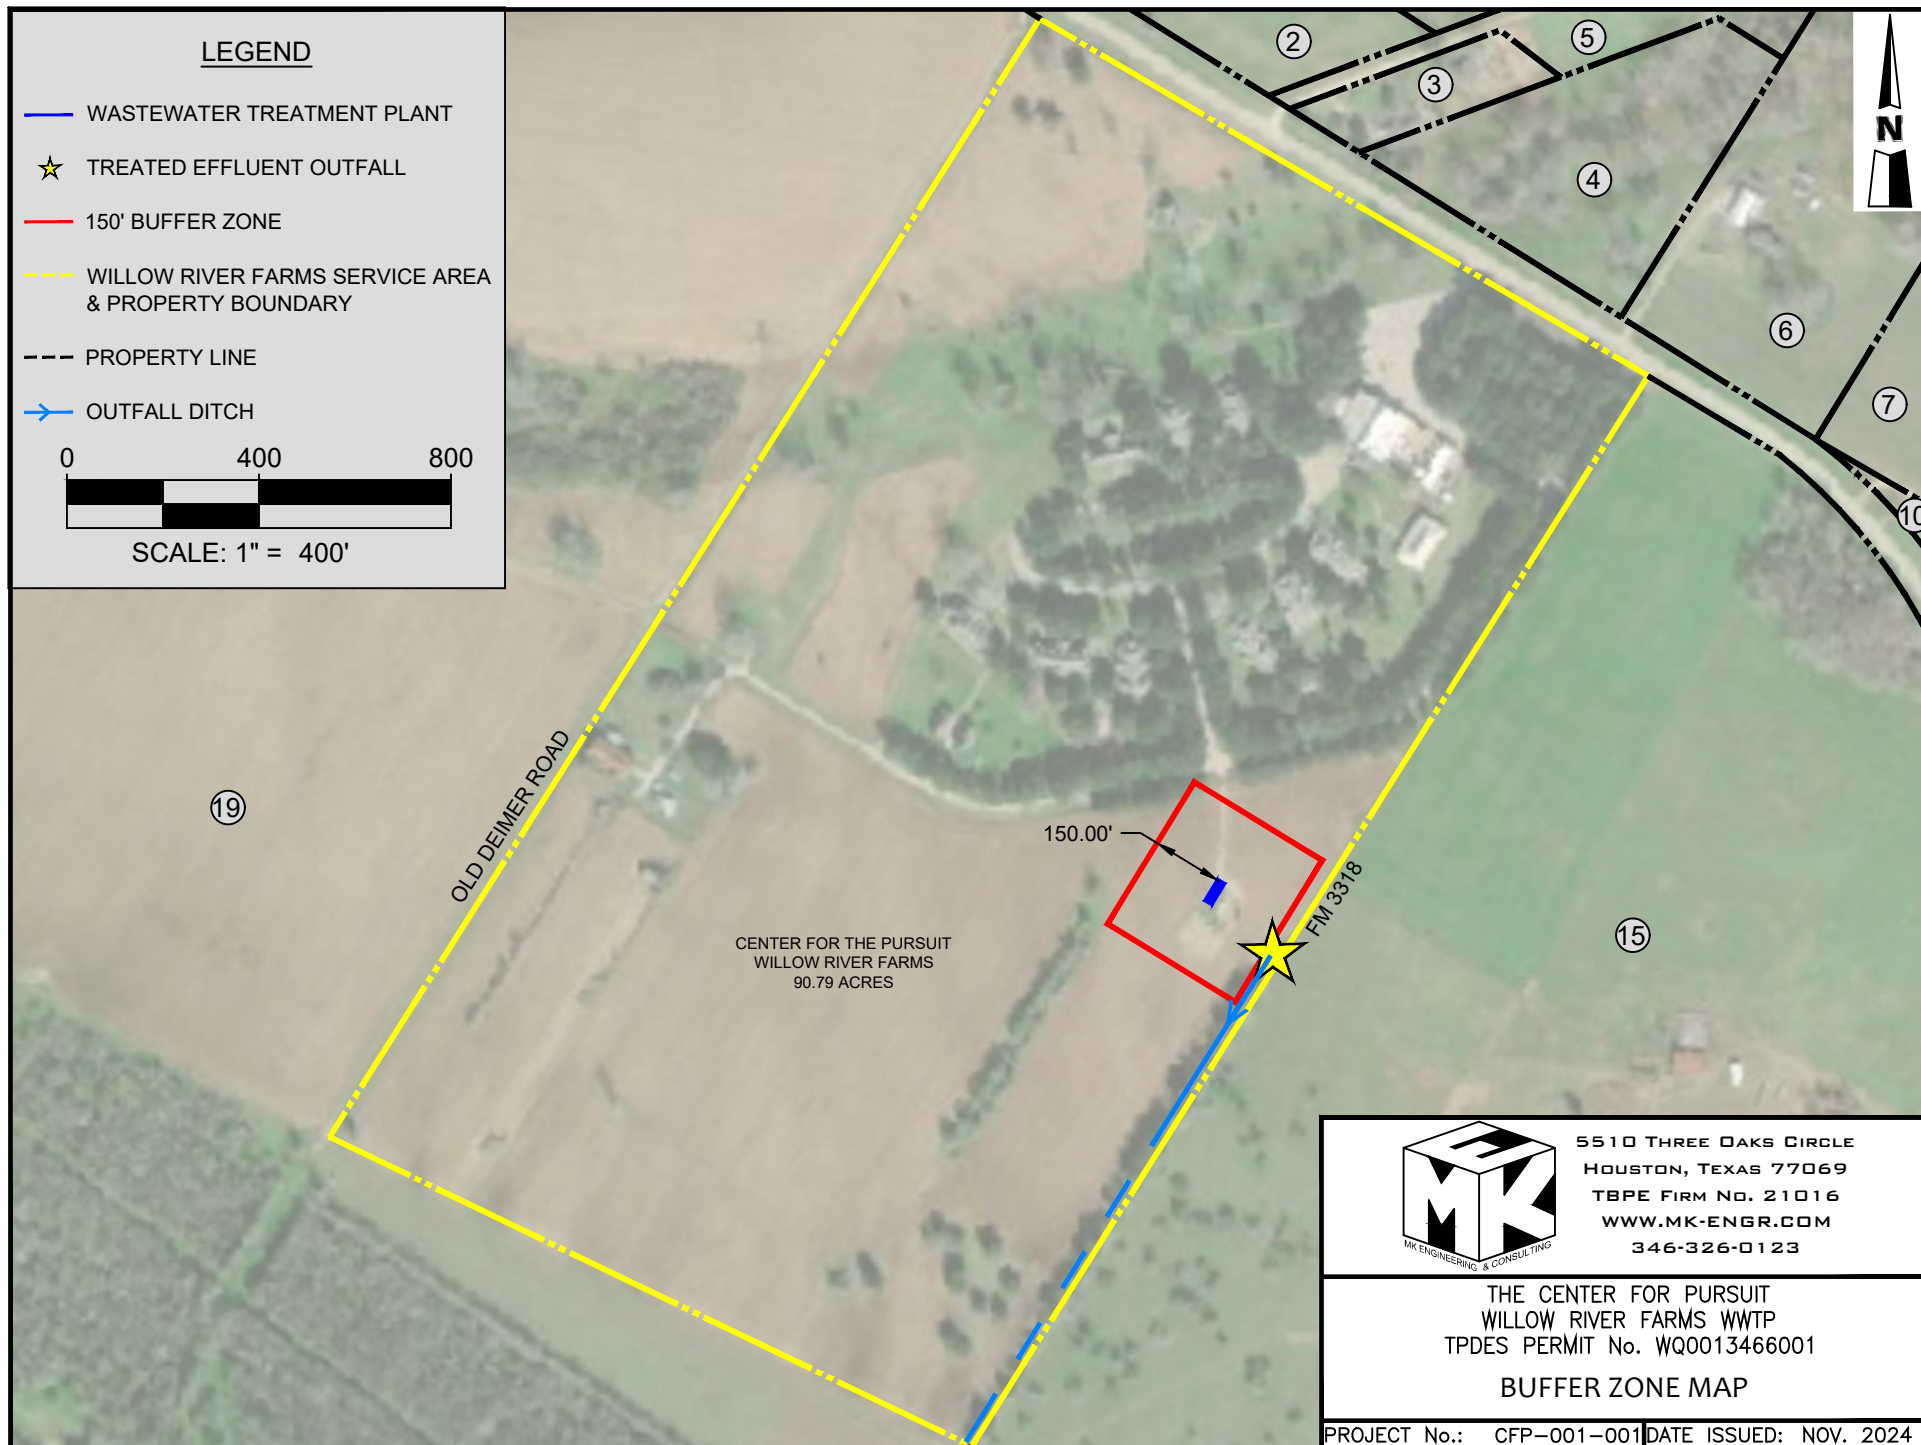 LEGEND
WASTEWATER TREATMENT PLANT
TREATED EFFLUENT OUTFALL
150' BUFFER ZONE
WILLOW RIVER FARMS SERVICE AREA
& PROPERTY BOUNDARY
PROPERTY LINE
OUTFALL DITCH
0 400 800
SCALE: 1" = 400'
2
5
3
4
N
6
7
10
19
OLD DEIMER ROAD
150.00'
FM 3318
15
CENTER FOR THE PURSUIT
WILLOW RIVER FARMS
90.79 ACRES
MK
MK ENGINEERING & CONSULTING
5510 THREE OAKS CIRCLE
HOUSTON, TEXAS 77069
TBPE FIRM NO. 21016
WWW.MK-ENGR.COM
346-326-0123
THE CENTER FOR PURSUIT
WILLOW RIVER FARMS WWTP
TPDES PERMIT No. WQ0013466001
BUFFER ZONE MAP
PROJECT No.: CFP-001-001 DATE ISSUED: NOV. 2024